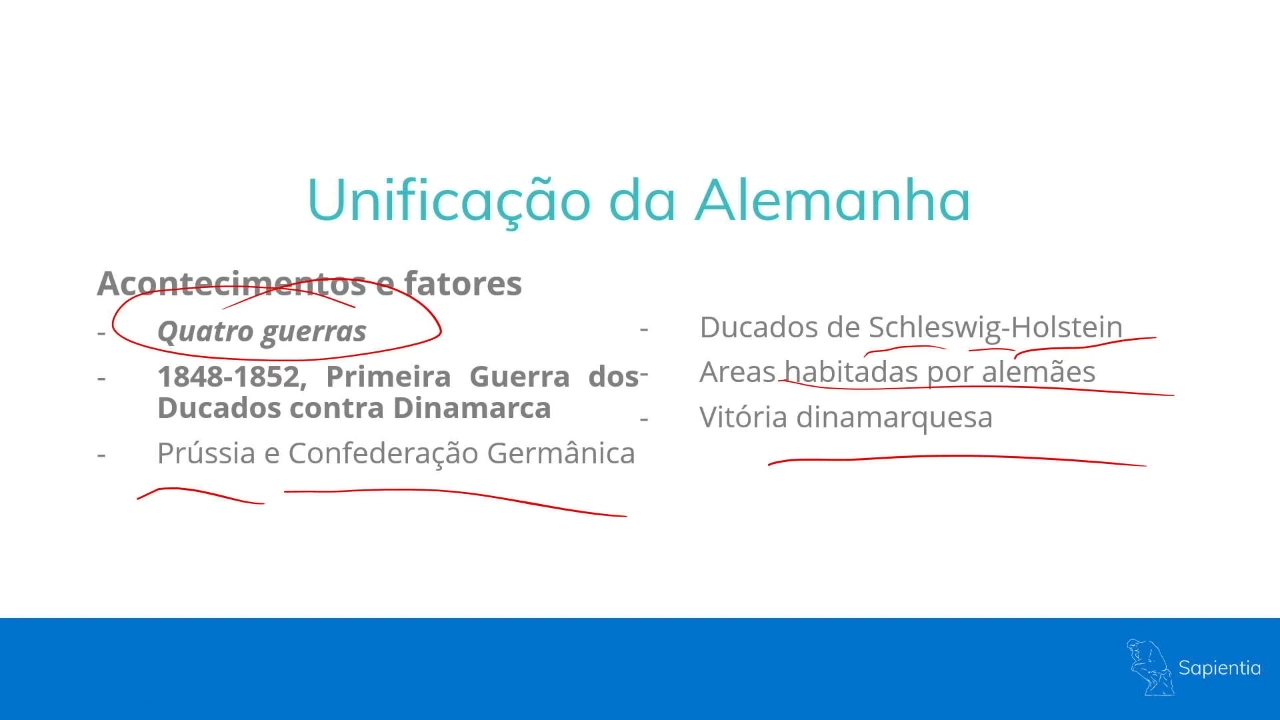 Unificação da Alemanha
Acontecimentos e fatores
- Quatro guerras
- 1848-1852, Primeira Guerra dos
Ducados contra Dinamarca
- Prússia e Confederação Germânica
- Ducados de Schleswig-Holstein
- Areas habitadas por alemães
- Vitória dinamarquesa
Sapientia